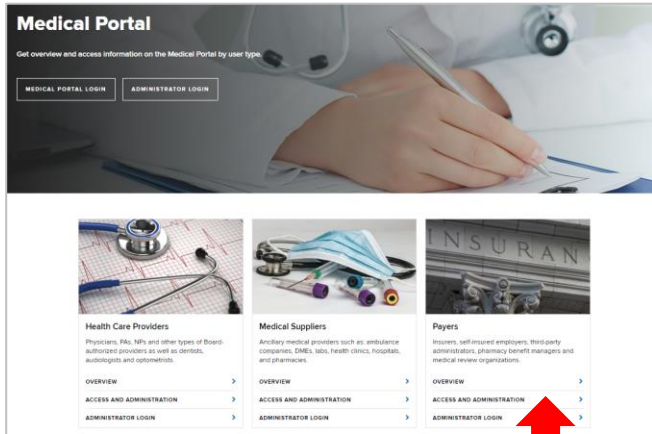 Medical Portal
Get overview and access information on the Medical Portal by user type.
MEDICAL PORTAL LOGIN
ADMINISTRATOR LOGIN
INSURAN
Health Care Providers
Physicians, PAs, NPs and other types of Board-
authorized providers as well as dentists,
audiologists and optometrists.
OVERVIEW
ACCESS AND ADMINISTRATION
ADMINISTRATOR LOGIN
Medical Suppliers
Ancillary medical providers such as: ambulance
companies, DMEs, labs, health clinics, hospitals,
and pharmacies.
OVERVIEW
ACCESS AND ADMINISTRATION
ADMINISTRATOR LOGIN
Payers
Insurers, self-insured employers, third-party
administrators, pharmacy benefit managers and
medical review organizations.
OVERVIEW
ACCESS AND ADMINISTRATION
ADMINISTRATOR LOGIN